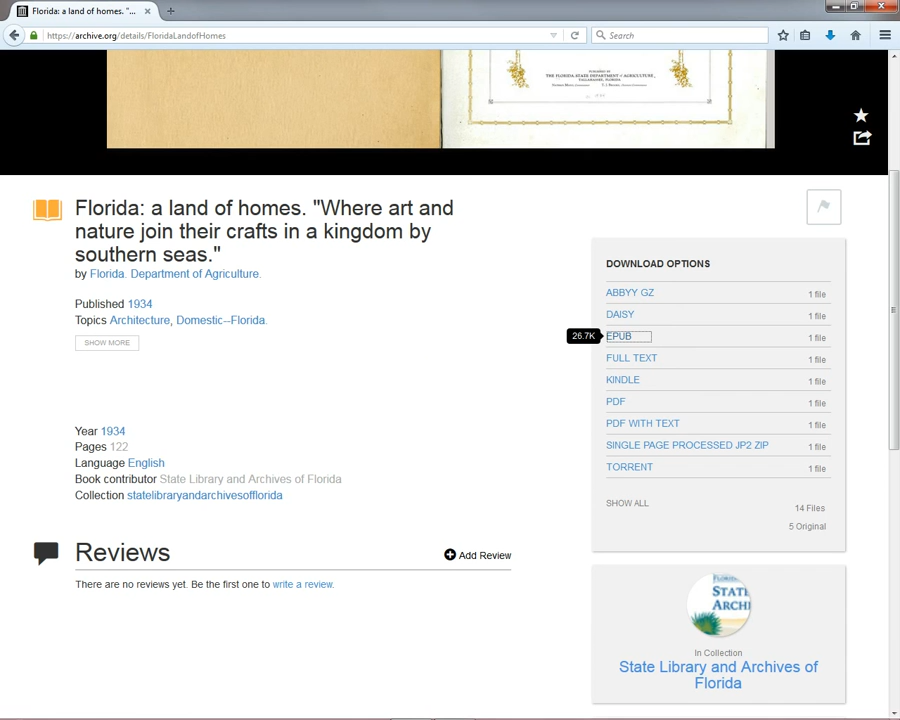 Florida: a land of homes. "...
https://archive.org/details/FloridaLandofHomes
Search
PUBLISHED BY
THE FLORIDA STATE DEPARTMENT of AGRICULTURE,
TALLAHASSEE, FLORIDA
Florida: a land of homes. "Where art and
nature join their crafts in a kingdom by
southern seas."
by Florida. Department of Agriculture.
Published 1934
Topics Architecture, Domestic--Florida.
SHOW MORE
Year 1934
Pages 122
Language English
Book contributor State Library and Archives of Florida
Collection statelibraryandarchivesofflorida
Reviews
Add Review
There are no reviews yet. Be the first one to write a review.
DOWNLOAD OPTIONS
ABBYY GZ 1 file
DAISY 1 file
26.7K EPUB 1 file
FULL TEXT 1 file
KINDLE 1 file
PDF 1 file
PDF WITH TEXT 1 file
SINGLE PAGE PROCESSED JP2 ZIP 1 file
TORRENT 1 file
SHOW ALL 14 Files
5 Original
STATE
ARCHI
In Collection
State Library and Archives of
Florida